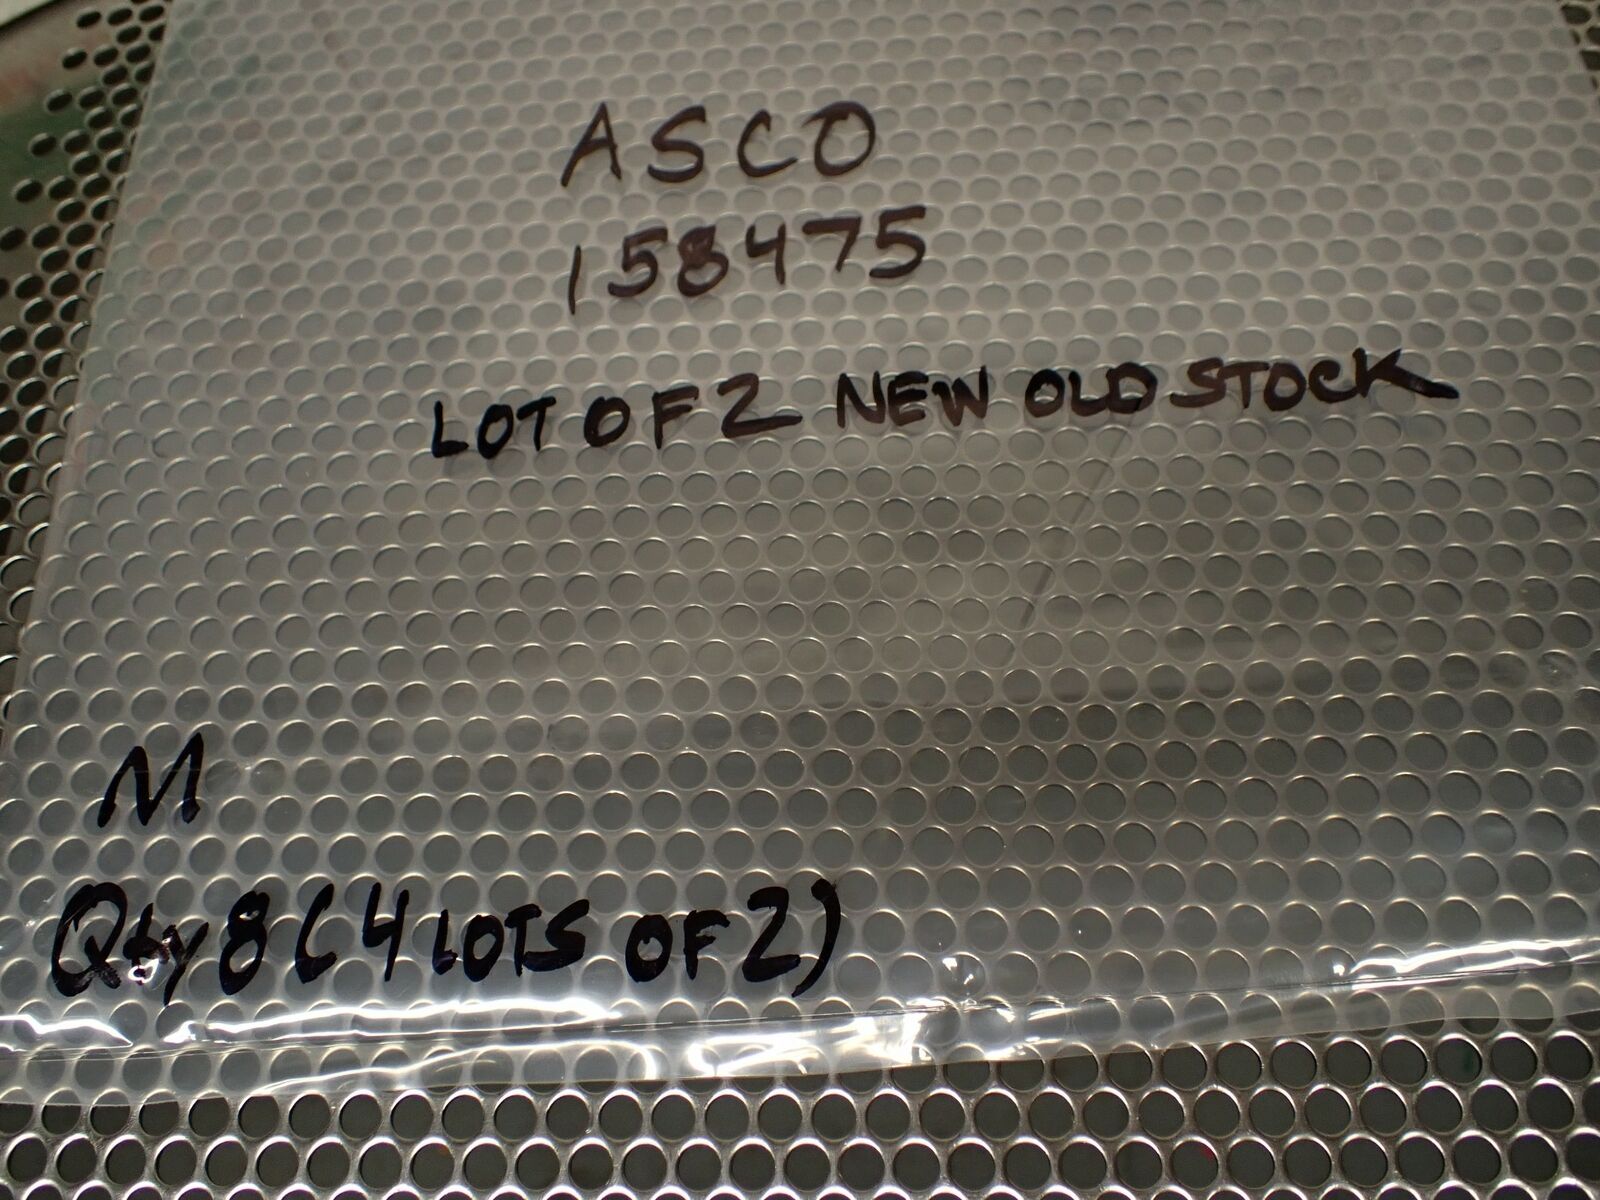 ASCO
158475
LOT OF 2 NEW OLD STOCK
M
Qty 8 (4 LOTS OF 2)